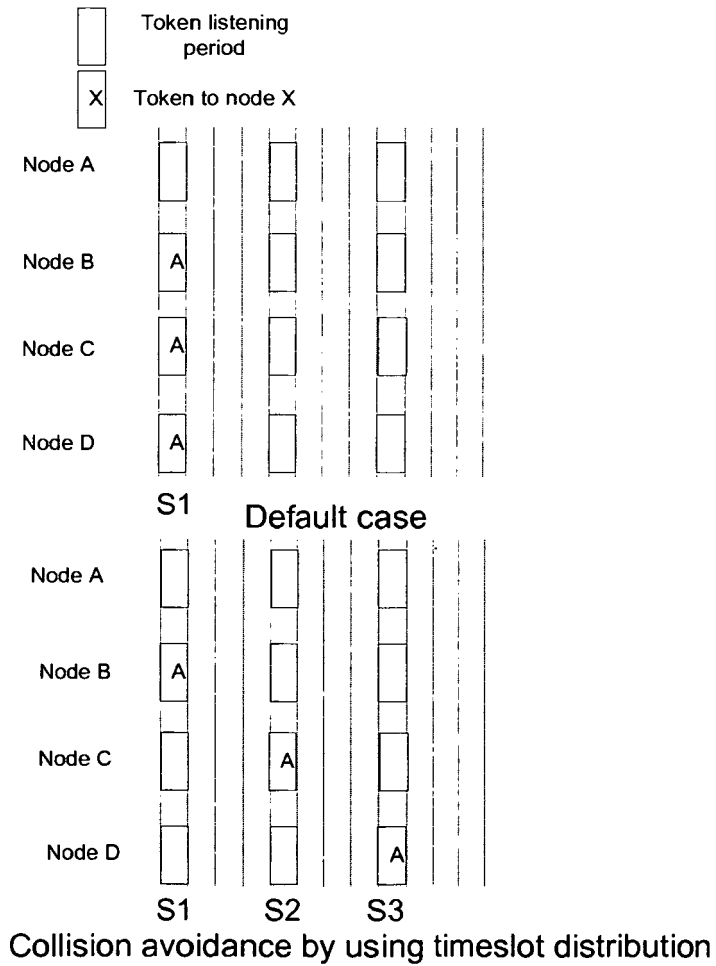 Token listening
period
X Token to node X
Node A
Node B A
Node C A
Node D A
S1
Default case
Node A
Node B A
Node C A
Node D A
S1 S2 S3
Collision avoidance by using timeslot distribution